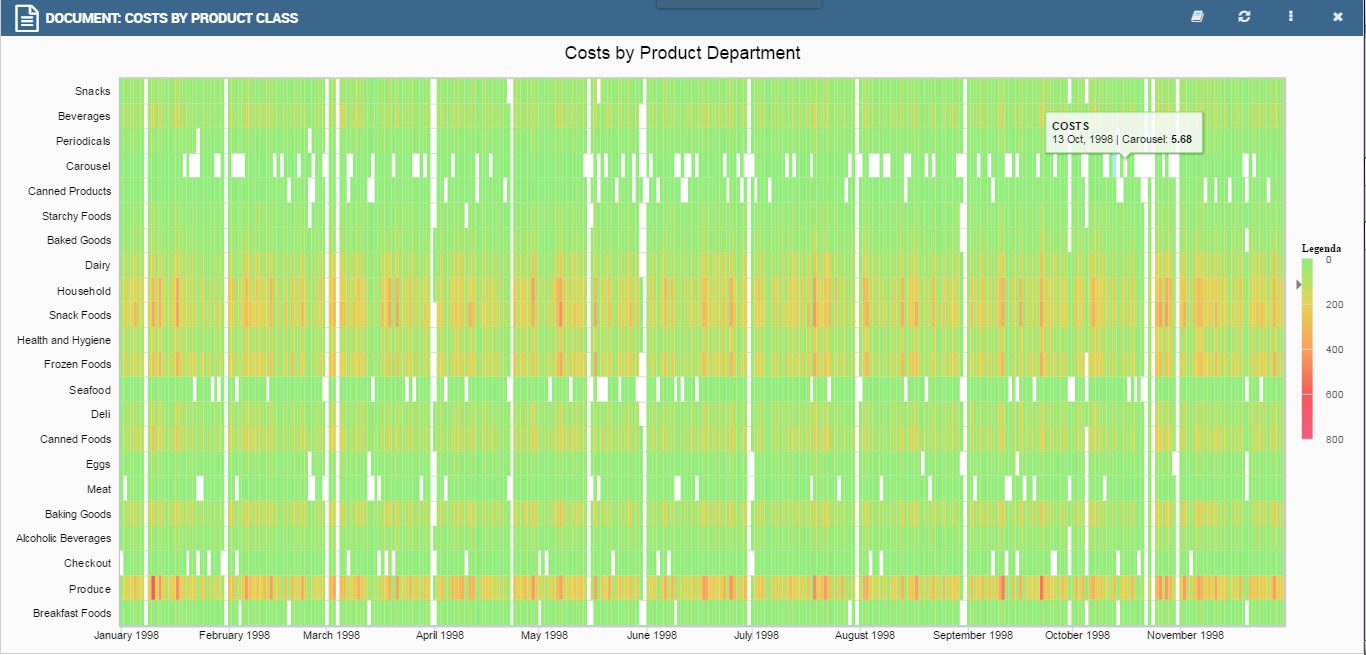 DOCUMENT: COSTS BY PRODUCT CLASS
Costs by Product Department
Snacks
Beverages
Periodicals
Carousel
Canned Products
Starchy Foods
Baked Goods
Dairy
Household
Snack Foods
Health and Hygiene
Frozen Foods
Seafood
Deli
Canned Foods
Eggs
Meat
Baking Goods
Alcoholic Beverages
Checkout
Produce
Breakfast Foods
COSTS
13 Oct, 1998 | Carousel: 5.68
Legenda
0
200
400
600
800
January 1998 February 1998 March 1998 April 1998 May 1998 June 1998 July 1998 August 1998 September 1998 October 1998 November 1998